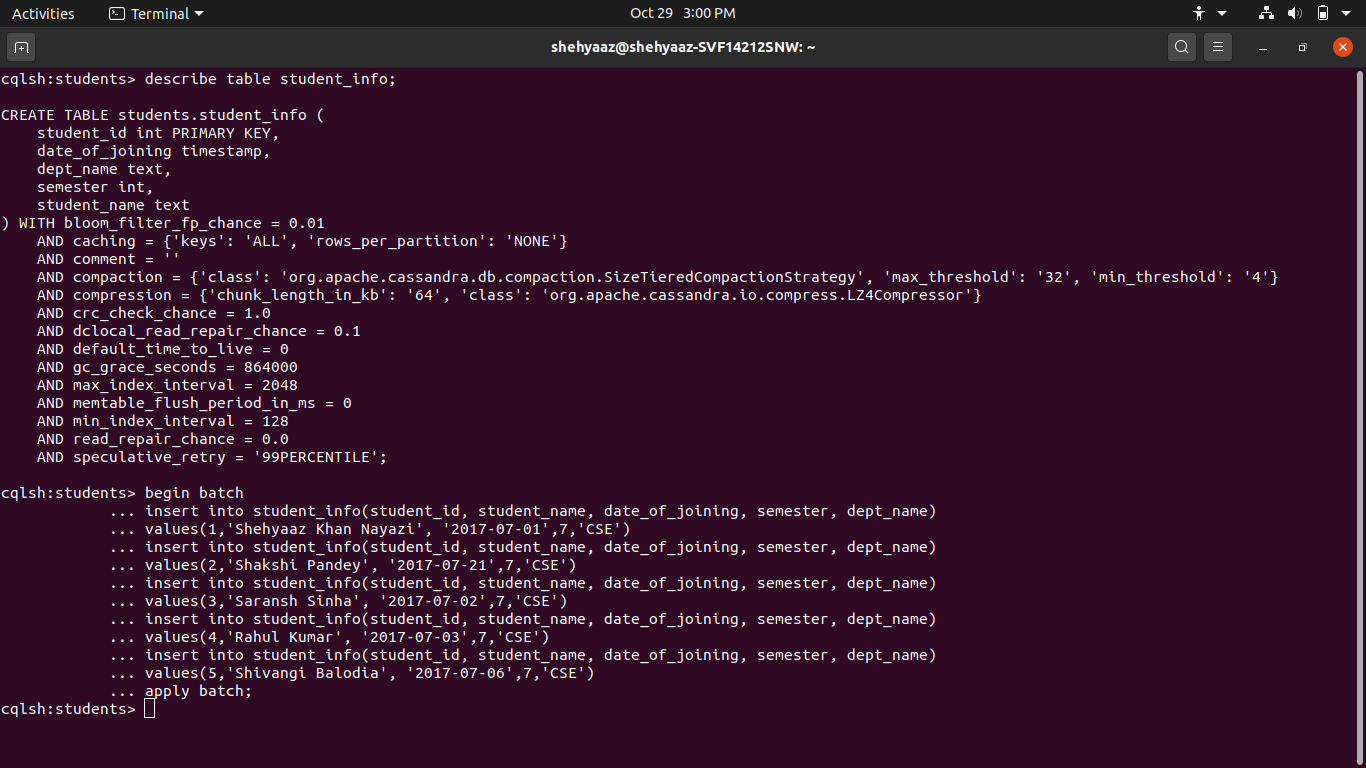 Activities Terminal Oct 29 3:00 PM
shehyaaz@shehyaaz-SVF14212SNW: ~
cqlsh:students> describe table student_info;
CREATE TABLE students.student_info (
    student_id int PRIMARY KEY,
    date_of_joining timestamp,
    dept_name text,
    semester int,
    student_name text
) WITH bloom_filter_fp_chance = 0.01
    AND caching = {'keys': 'ALL', 'rows_per_partition': 'NONE'}
    AND comment = ''
    AND compaction = {'class': 'org.apache.cassandra.db.compaction.SizeTieredCompactionStrategy', 'max_threshold': '32', 'min_threshold': '4'}
    AND compression = {'chunk_length_in_kb': '64', 'class': 'org.apache.cassandra.io.compress.LZ4Compressor'}
    AND crc_check_chance = 1.0
    AND dclocal_read_repair_chance = 0.1
    AND default_time_to_live = 0
    AND gc_grace_seconds = 864000
    AND max_index_interval = 2048
    AND memtable_flush_period_in_ms = 0
    AND min_index_interval = 128
    AND read_repair_chance = 0.0
    AND speculative_retry = '99PERCENTILE';
cqlsh:students> begin batch
            ... insert into student_info(student_id, student_name, date_of_joining, semester, dept_name)
            ... values(1,'Shehyaaz Khan Nayazi', '2017-07-01',7,'CSE')
            ... insert into student_info(student_id, student_name, date_of_joining, semester, dept_name)
            ... values(2,'Shakshi Pandey', '2017-07-21',7,'CSE')
            ... insert into student_info(student_id, student_name, date_of_joining, semester, dept_name)
            ... values(3,'Saransh Sinha', '2017-07-02',7,'CSE')
            ... insert into student_info(student_id, student_name, date_of_joining, semester, dept_name)
            ... values(4,'Rahul Kumar', '2017-07-03',7,'CSE')
            ... insert into student_info(student_id, student_name, date_of_joining, semester, dept_name)
            ... values(5,'Shivangi Balodia', '2017-07-06',7,'CSE')
            ... apply batch;
cqlsh:students>